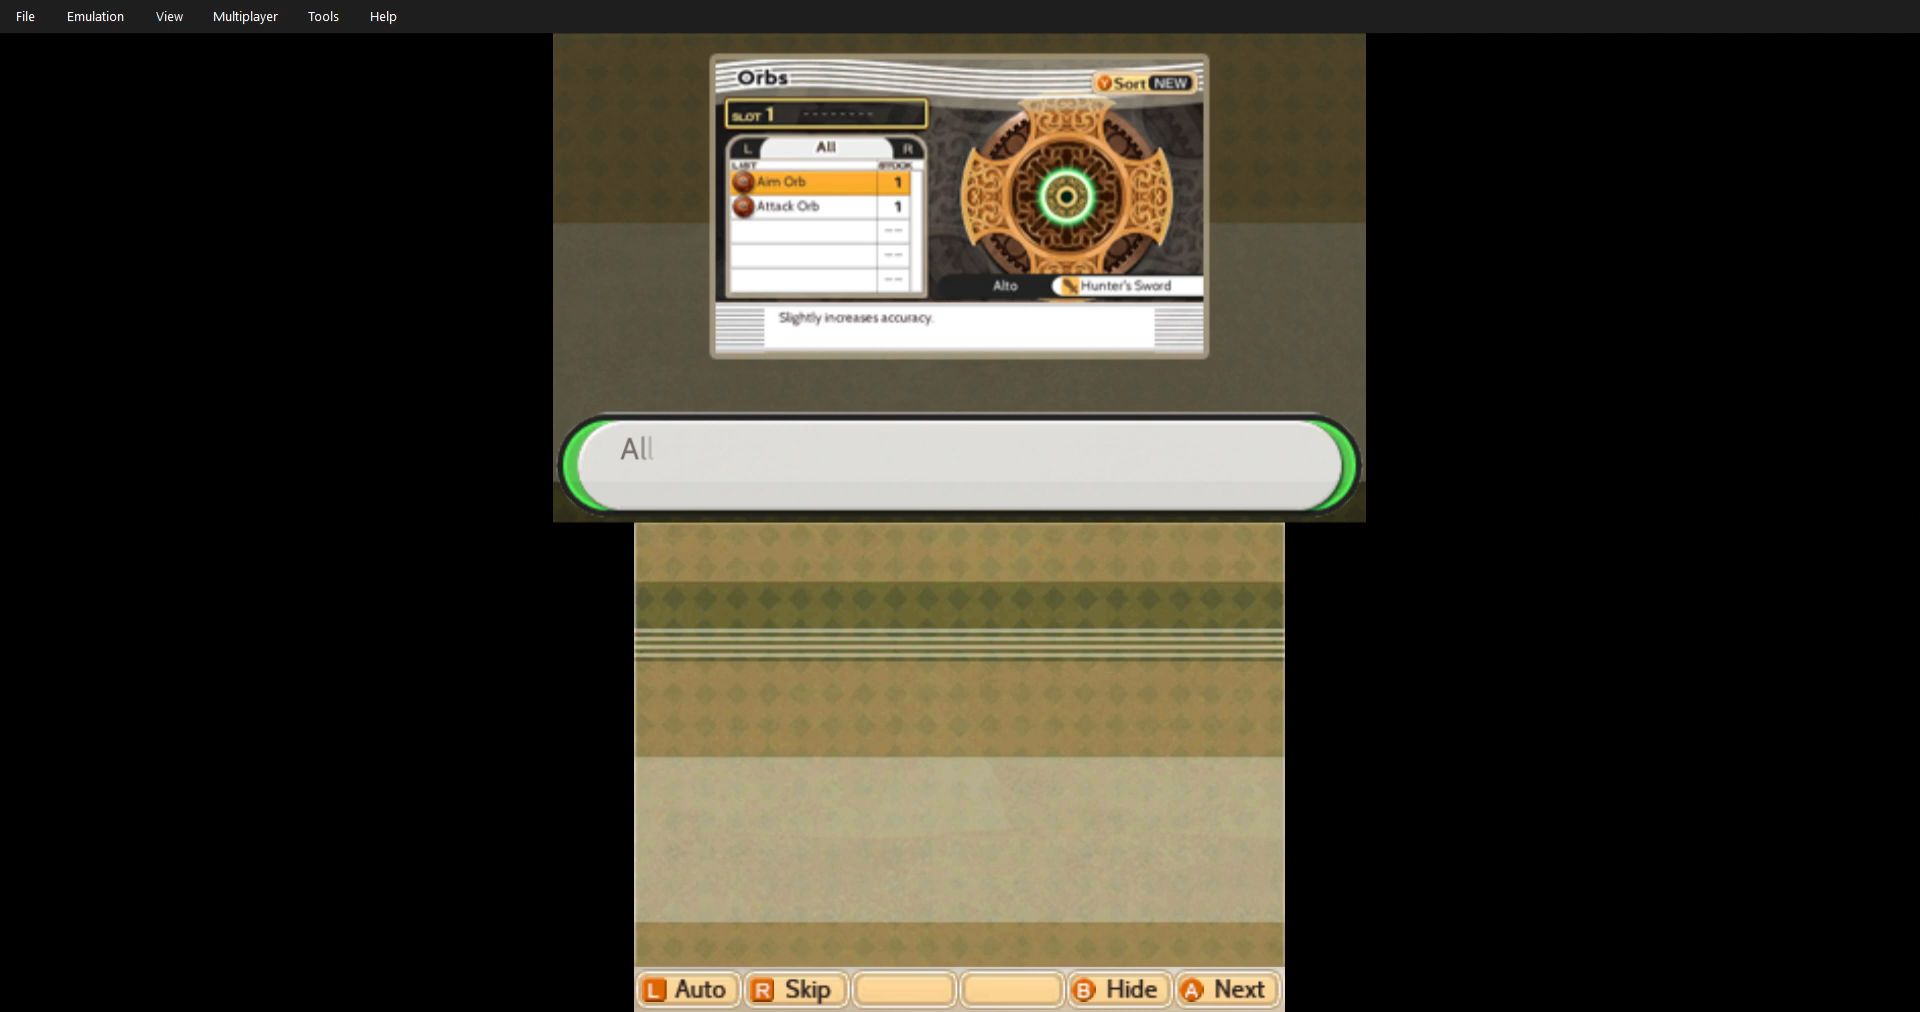 File Emulation View Multiplayer Tools Help
Orbs
Y Sort NEW
SLOT 1 --------
L All R
LIST STOCK
Aim Orb 1
Attack Orb 1
--
--
--
Alto Hunter's Sword
Slightly increases accuracy.
All
L Auto R Skip B Hide A Next